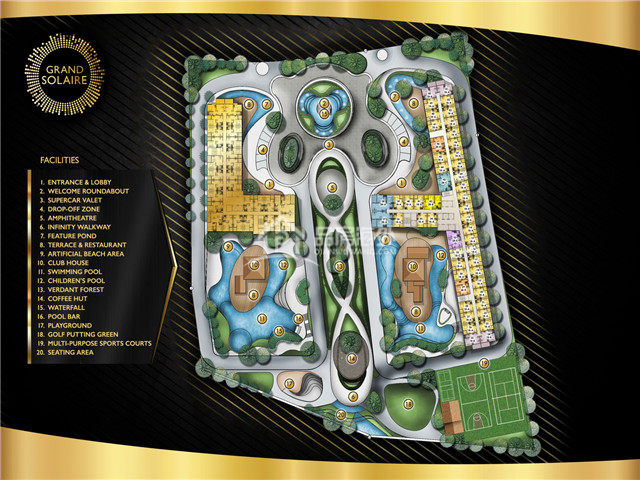 GRAND
SOLAIRE
FACILITIES
1. ENTRANCE & LOBBY
2. WELCOME ROUNDABOUT
3. SUPERCAR VALET
4. DROP-OFF ZONE
5. AMPHITHEATRE
6. INFINITY WALKWAY
7. FEATURE POND
8. TERRACE & RESTAURANT
9. ARTIFICIAL BEACH AREA
10. CLUB HOUSE
11. SWIMMING POOL
12. CHILDREN'S POOL
13. VERDANT FOREST
14. COFFEE HUT
15. WATERFALL
16. POOL BAR
17. PLAYGROUND
18. GOLF PUTTING GREEN
19. MULTI-PURPOSE SPORTS COURTS
20. SEATING AREA